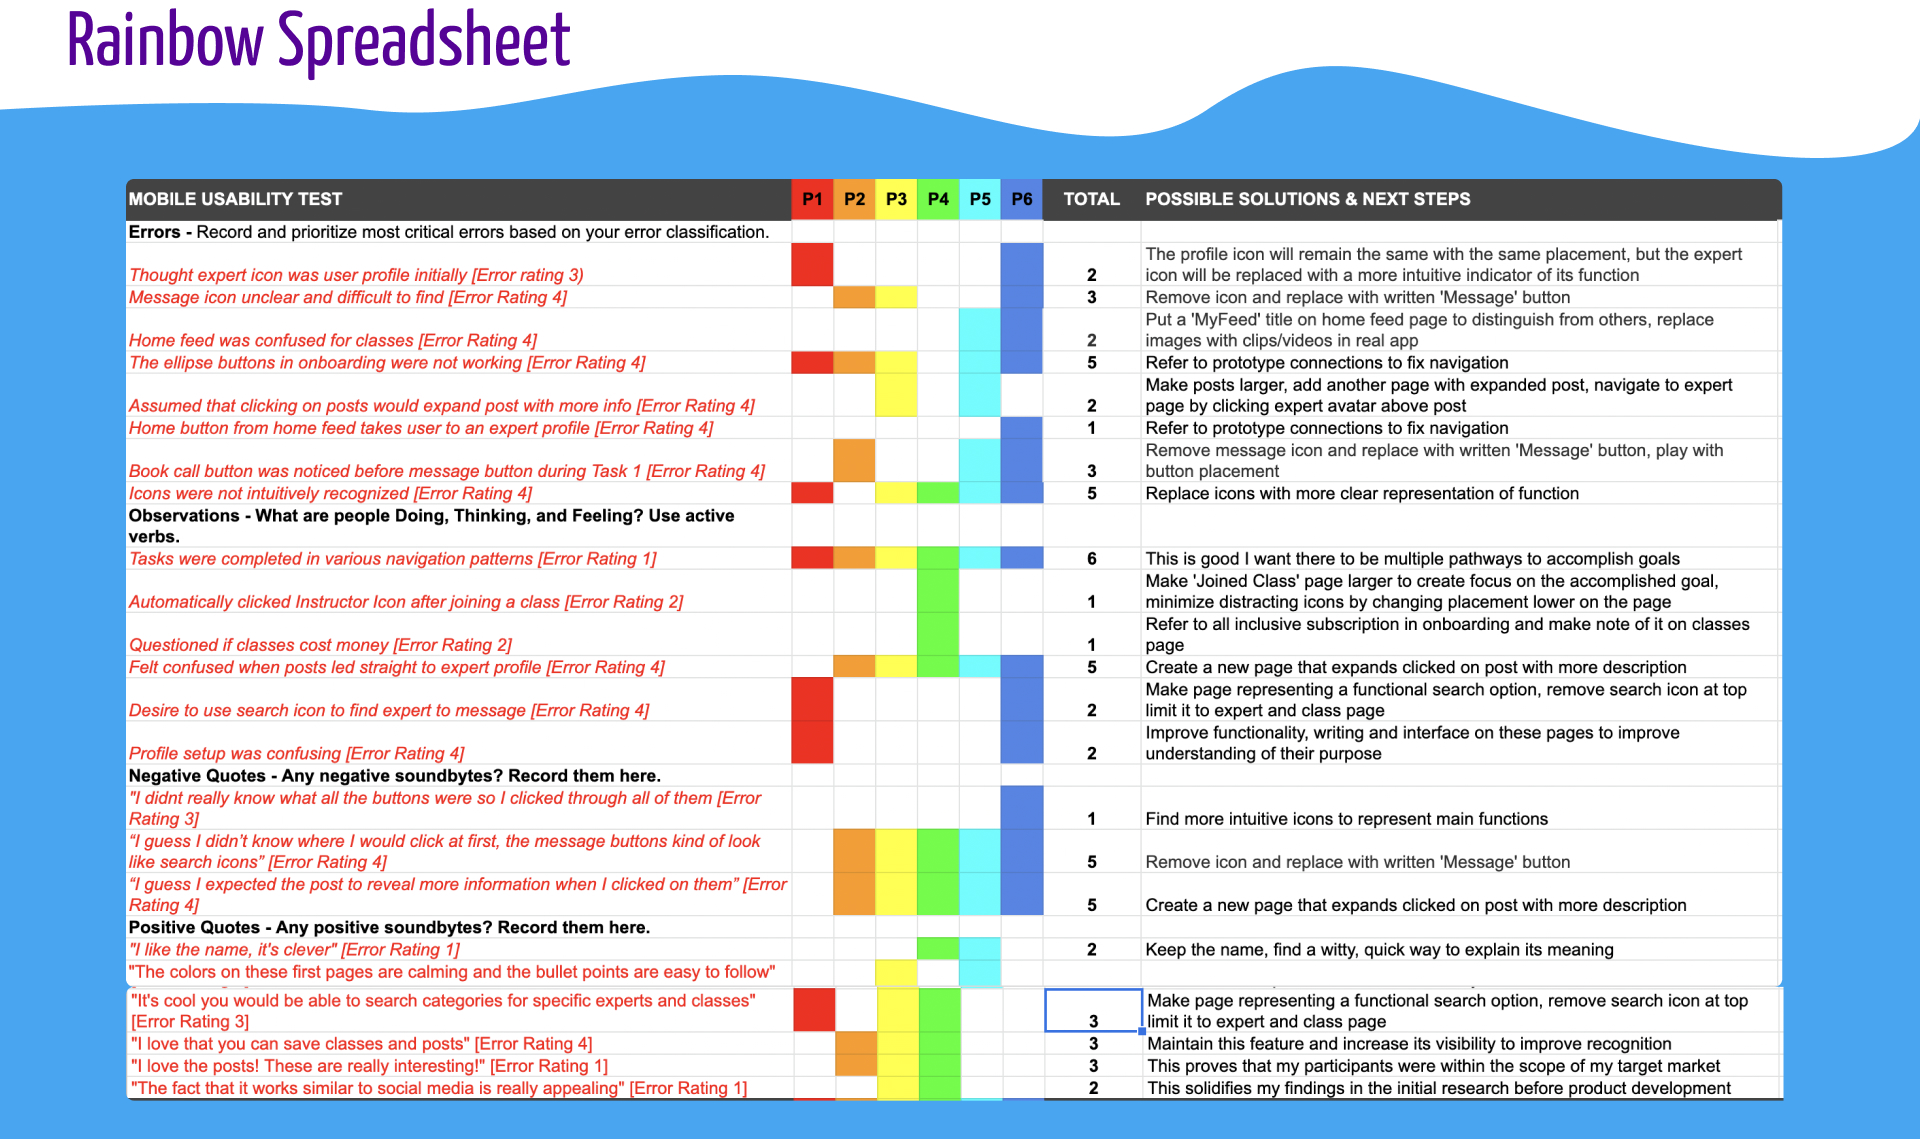 Rainbow Spreadsheet
MOBILE USABILITY TEST P1 P2 P3 P4 P5 P6 TOTAL POSSIBLE SOLUTIONS & NEXT STEPS
Errors - Record and prioritize most critical errors based on your error classification.
The profile icon will remain the same with the same placement, but the expert
Thought expert icon was user profile initially [Error rating 3) 2 icon will be replaced with a more intuitive indicator of its function
Message icon unclear and difficult to find [Error Rating 4] 3 Remove icon and replace with written 'Message' button
Put a 'MyFeed' title on home feed page to distinguish from others, replace
Home feed was confused for classes [Error Rating 4] 2 images with clips/videos in real app
The ellipse buttons in onboarding were not working [Error Rating 4] 5 Refer to prototype connections to fix navigation
Make posts larger, add another page with expanded post, navigate to expert
Assumed that clicking on posts would expand post with more info [Error Rating 4] 2 page by clicking expert avatar above post
Home button from home feed takes user to an expert profile [Error Rating 4] 1 Refer to prototype connections to fix navigation
Remove message icon and replace with written 'Message' button, play with
Book call button was noticed before message button during Task 1 [Error Rating 4] 3 button placement
Icons were not intuitively recognized [Error Rating 4] 5 Replace icons with more clear representation of function
Observations - What are people Doing, Thinking, and Feeling? Use active
verbs.
Tasks were completed in various navigation patterns [Error Rating 1] 6 This is good I want there to be multiple pathways to accomplish goals
Make 'Joined Class' page larger to create focus on the accomplished goal,
Automatically clicked Instructor Icon after joining a class [Error Rating 2] 1 minimize distracting icons by changing placement lower on the page
Refer to all inclusive subscription in onboarding and make note of it on classes
Questioned if classes cost money [Error Rating 2] 1 page
Felt confused when posts led straight to expert profile [Error Rating 4] 5 Create a new page that expands clicked on post with more description
Make page representing a functional search option, remove search icon at top
Desire to use search icon to find expert to message [Error Rating 4] 2 limit it to expert and class page
Improve functionality, writing and interface on these pages to improve
Profile setup was confusing [Error Rating 4] 2 understanding of their purpose
Negative Quotes - Any negative soundbytes? Record them here.
"I didnt really know what all the buttons were so I clicked through all of them [Error
Rating 3] 1 Find more intuitive icons to represent main functions
“I guess I didn’t know where I would click at first, the message buttons kind of look
like search icons” [Error Rating 4] 5 Remove icon and replace with written 'Message' button
“I guess I expected the post to reveal more information when I clicked on them” [Error
Rating 4] 5 Create a new page that expands clicked on post with more description
Positive Quotes - Any positive soundbytes? Record them here.
"I like the name, it's clever" [Error Rating 1] 2 Keep the name, find a witty, quick way to explain its meaning
"The colors on these first pages are calming and the bullet points are easy to follow"
"It's cool you would be able to search categories for specific experts and classes" Make page representing a functional search option, remove search icon at top
[Error Rating 3] 3 limit it to expert and class page
"I love that you can save classes and posts" [Error Rating 4] 3 Maintain this feature and increase its visibility to improve recognition
"I love the posts! These are really interesting!" [Error Rating 1] 3 This proves that my participants were within the scope of my target market
"The fact that it works similar to social media is really appealing" [Error Rating 1] 2 This solidifies my findings in the initial research before product development